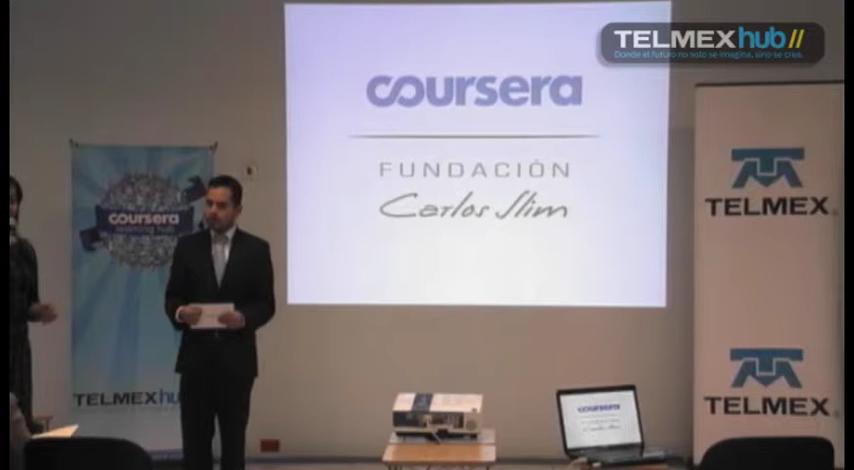 TELMEXhub//
Donde el futuro no solo se imagina, sino se crea.
coursera
FUNDACIÓN
Carlos Slim
coursera
learning hub
TELMEXhu
TELMEX
TELMEX
coursera